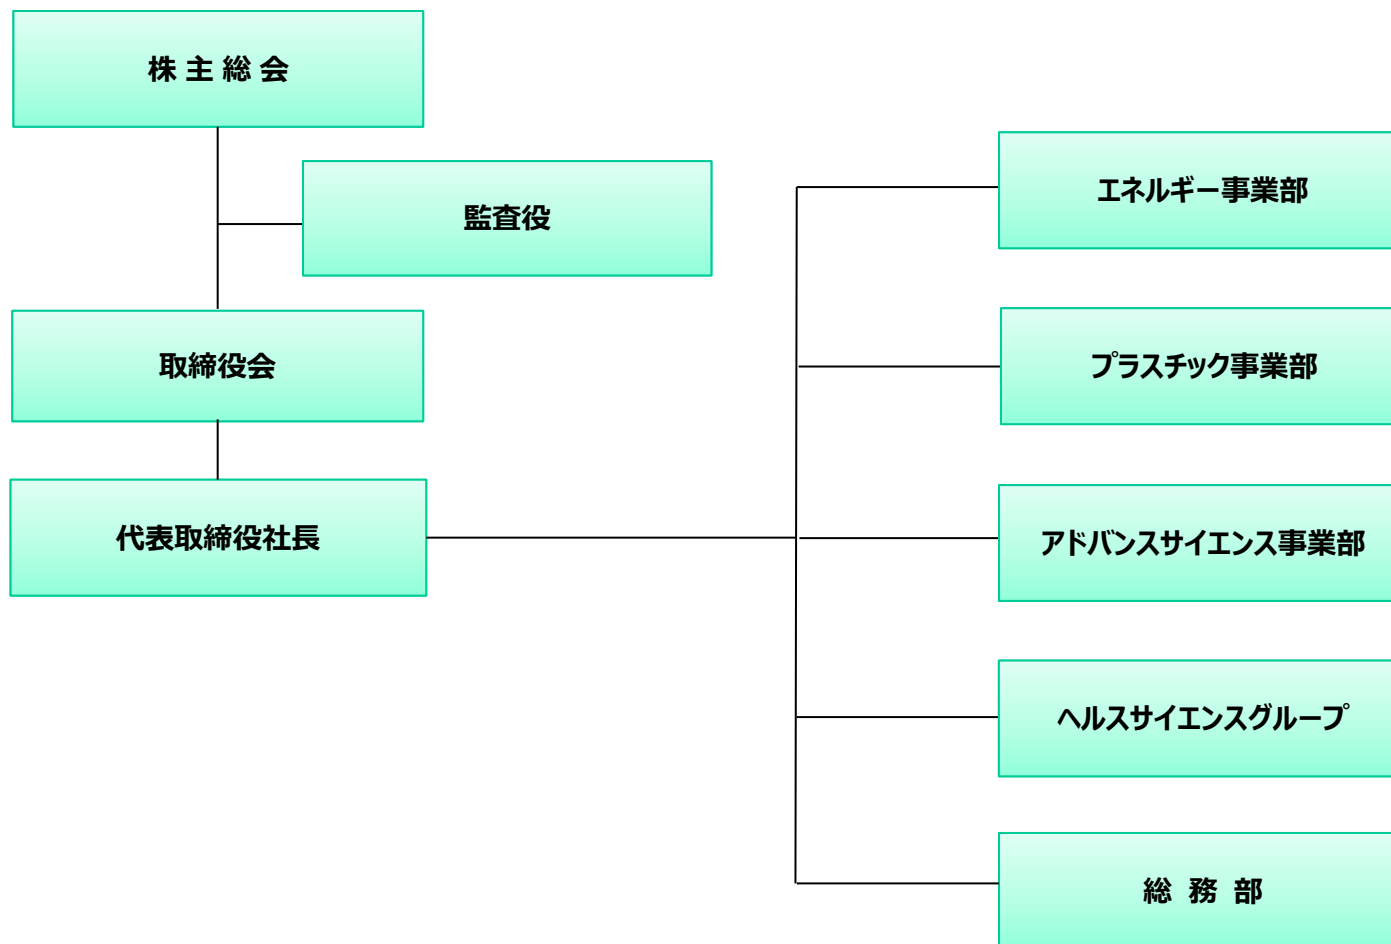 株 主 総 会
監査役
取締役会
代表取締役社長
エネルギー事業部
プラスチック事業部
アドバンスサイエンス事業部
ヘルスサイエンスグループ
総 務 部